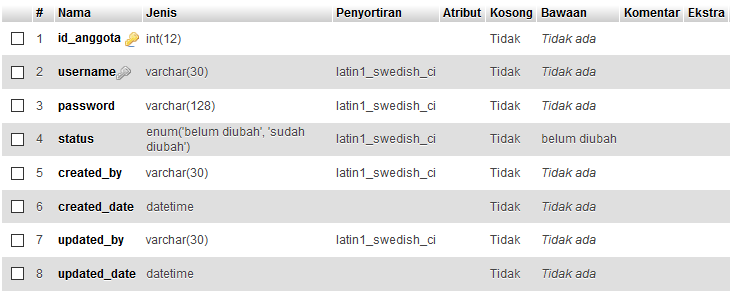 # Nama Jenis Penyortiran Atribut Kosong Bawaan Komentar Ekstra
1 id_anggota int(12) Tidak Tidak ada
2 username varchar(30) latin1_swedish_ci Tidak Tidak ada
3 password varchar(128) latin1_swedish_ci Tidak Tidak ada
4 status enum('belum diubah', 'sudah diubah') latin1_swedish_ci Tidak belum diubah
5 created_by varchar(30) latin1_swedish_ci Tidak Tidak ada
6 created_date datetime Tidak Tidak ada
7 updated_by varchar(30) latin1_swedish_ci Tidak Tidak ada
8 updated_date datetime Tidak Tidak ada